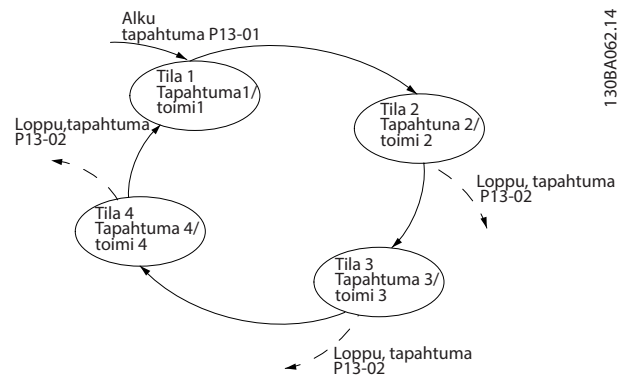 Alku
tapahtuma P13-01
130BA062.14
Tila 1
Tapahtuma1/
toimi1
Tila 2
Tapahtuna 2/
toimi 2
Loppu,tapahtuma
P13-02
Loppu, tapahtuma
P13-02
Tila 4
Tapahtuma 4/
toimi 4
Tila 3
Tapahtuma 3/
toimi 3
Loppu, tapahtuma
P13-02